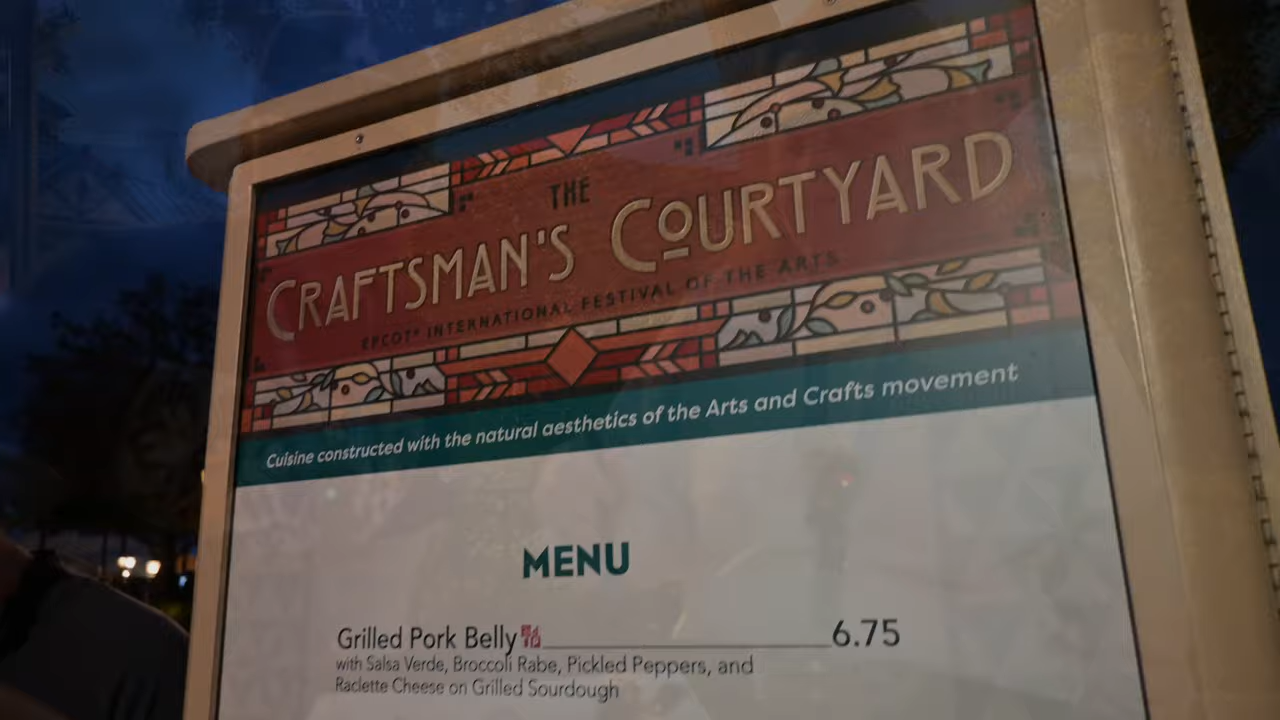 THE
CRAFTSMAN'S COURTYARD
EPCOT® INTERNATIONAL FESTIVAL OF THE ARTS
Cuisine constructed with the natural aesthetics of the Arts and Crafts movement
MENU
Grilled Pork Belly 6.75
with Salsa Verde, Broccoli Rabe, Pickled Peppers, and
Raclette Cheese on Grilled Sourdough